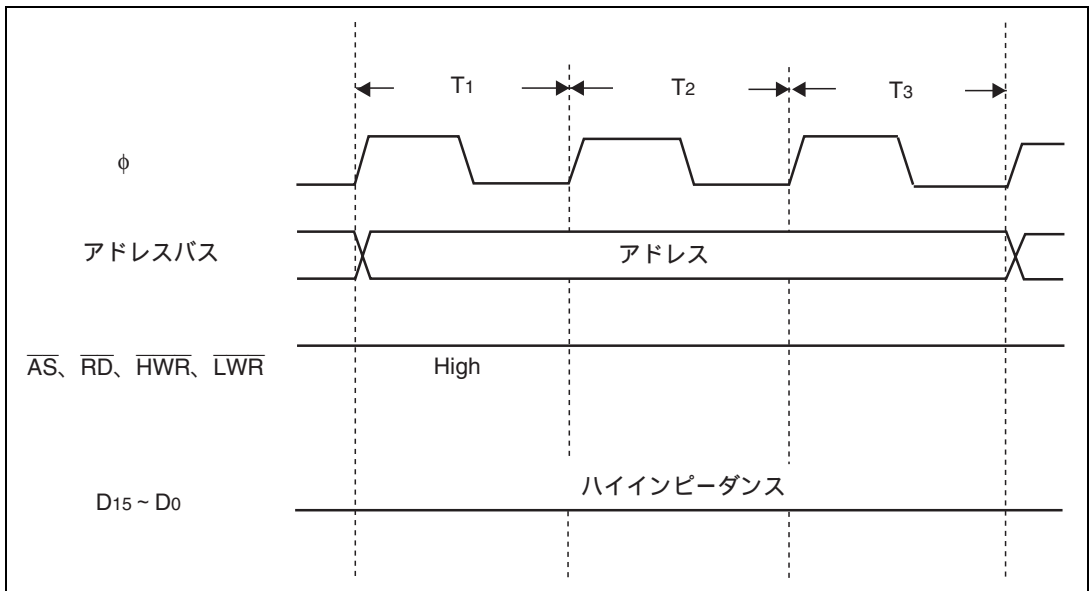 T1 T2 T3
φ
アドレスバス アドレス
AS、RD、HWR、LWR High
D15 ~ D0 ハイインピーダンス